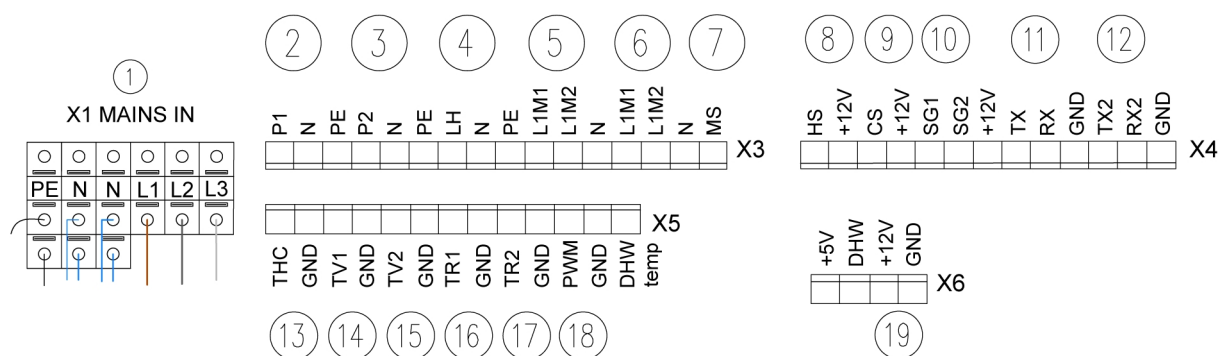 1
X1 MAINS IN
PE N N L1 L2 L3
2 3 4 5 6 7
P1 N PE P2 N PE LH N PE L1M1 L1M2 N L1M1 L1M2 N MS
X3
8 9 10 11 12
HS +12V CS +12V SG1 SG2 +12V TX RX GND TX2 RX2 GND
X4
X5
THC GND TV1 GND TV2 GND TR1 GND TR2 GND PWM GND DHW temp
13 14 15 16 17 18
+5V DHW +12V GND
X6
19